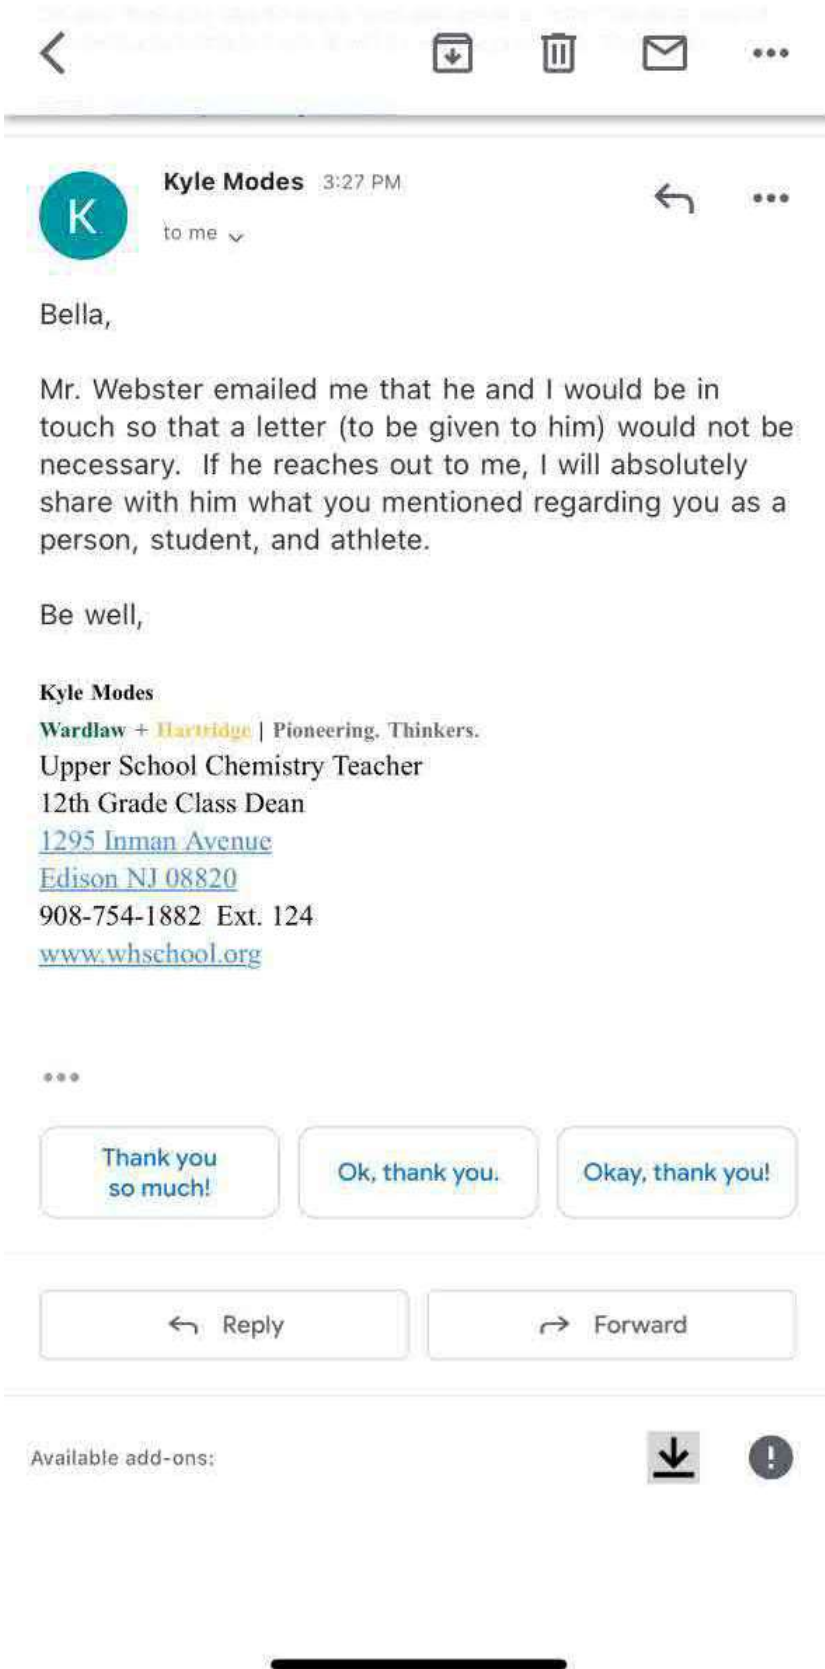 K
Kyle Modes 3:27 PM
to me
Bella,
Mr. Webster emailed me that he and I would be in
touch so that a letter (to be given to him) would not be
necessary.  If he reaches out to me, I will absolutely
share with him what you mentioned regarding you as a
person, student, and athlete.
Be well,
Kyle Modes
Wardlaw + Hartridge | Pioneering. Thinkers.
Upper School Chemistry Teacher
12th Grade Class Dean
1295 Inman Avenue
Edison NJ 08820
908-754-1882  Ext. 124
www.whschool.org
Thank you
so much!
Ok, thank you.
Okay, thank you!
Reply
Forward
Available add-ons: